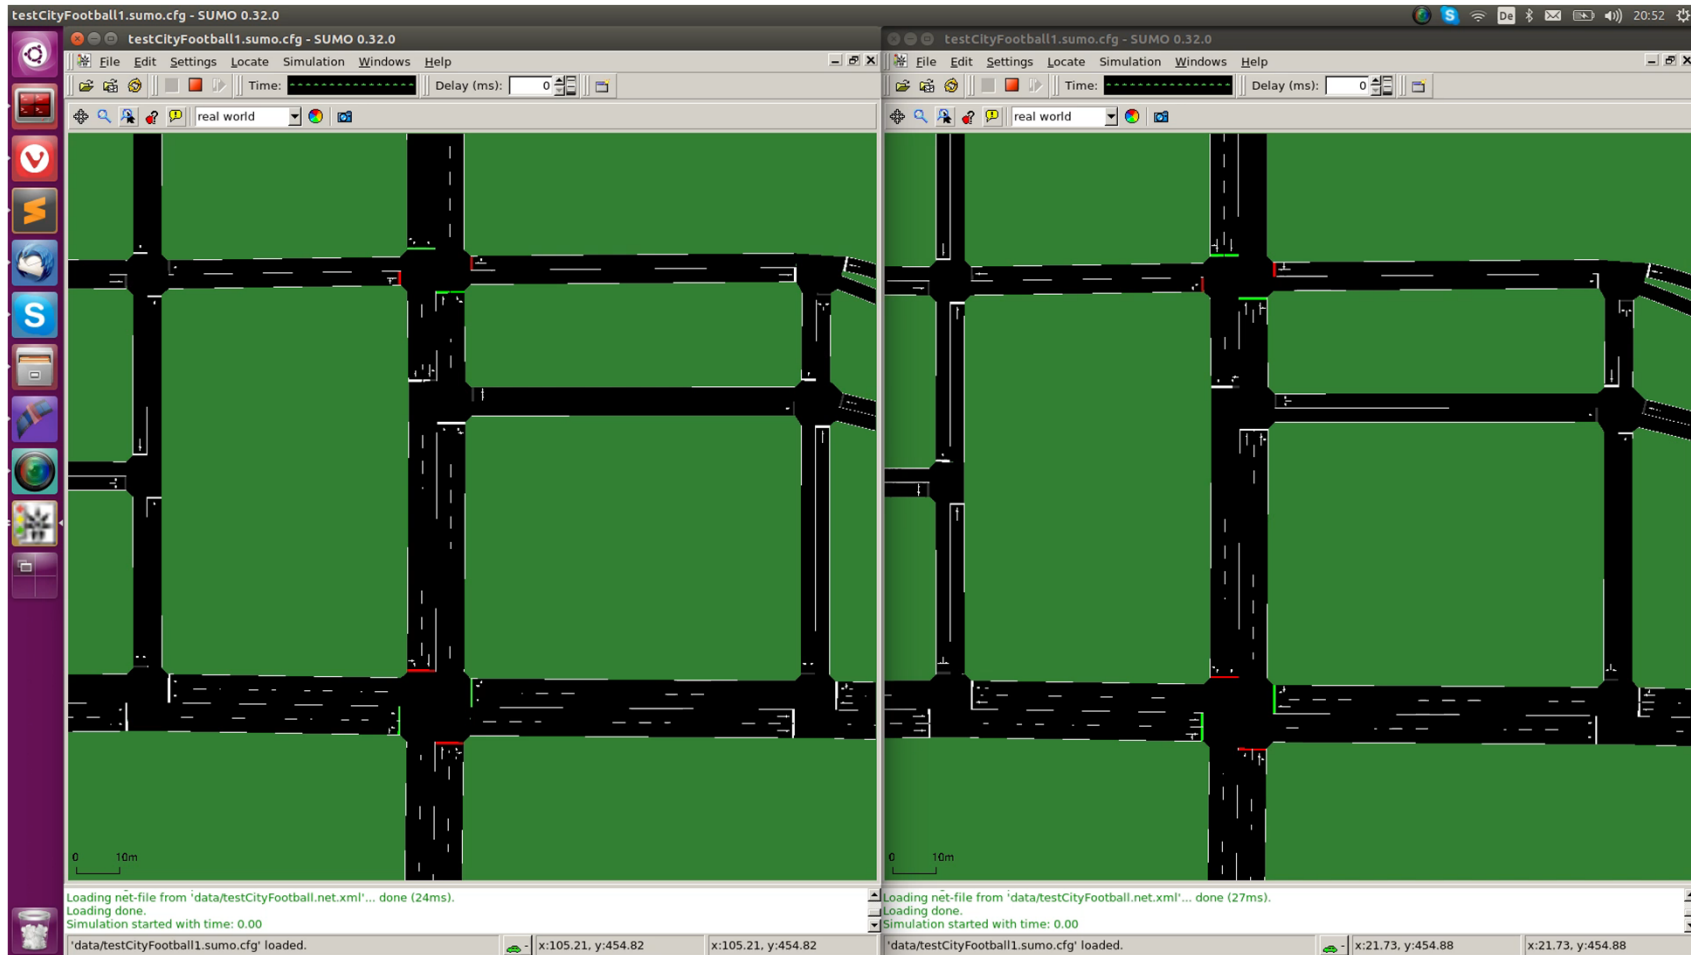 testCityFootball1.sumo.cfg - SUMO 0.32.0
De
20:52
testCityFootball1.sumo.cfg - SUMO 0.32.0
File Edit Settings Locate Simulation Windows Help
Time: Delay (ms): 0
real world
0 10m
Loading net-file from 'data/testCityFootball.net.xml'... done (24ms).
Loading done.
Simulation started with time: 0.00
'data/testCityFootball1.sumo.cfg' loaded.
x:105.21, y:454.82
x:105.21, y:454.82
testCityFootball1.sumo.cfg - SUMO 0.32.0
File Edit Settings Locate Simulation Windows Help
Time: Delay (ms): 0
real world
0 10m
Loading net-file from 'data/testCityFootball.net.xml'... done (27ms).
Loading done.
Simulation started with time: 0.00
'data/testCityFootball1.sumo.cfg' loaded.
x:21.73, y:454.88
x:21.73, y:454.88